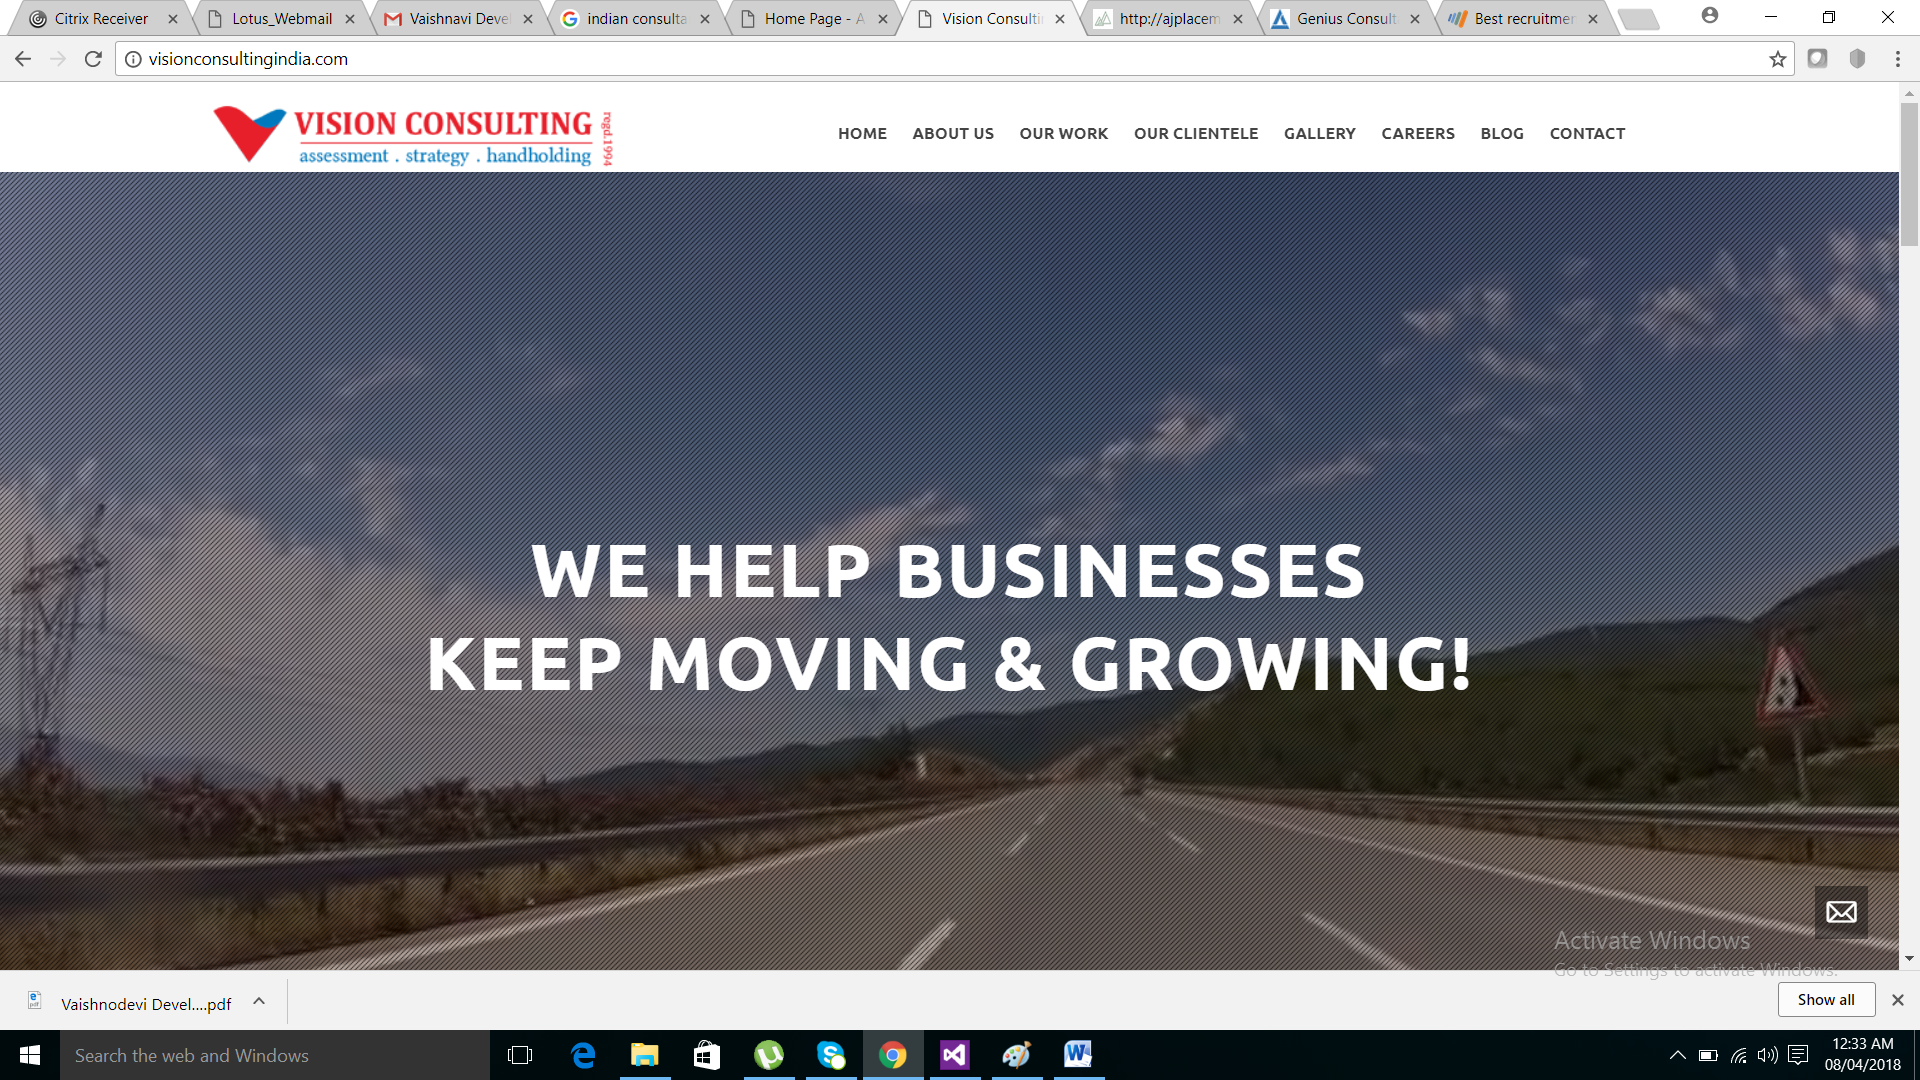 Citrix Receiver
Lotus_Webmail
Vaishnavi Deve
indian consulta
Home Page - A
Vision Consultin
http://ajplacem
Genius Consult
Best recruitmer
visionconsultingindia.com
VISION CONSULTING
assessment . strategy . handholding
regd.1994
HOME ABOUT US OUR WORK OUR CLIENTELE GALLERY CAREERS BLOG CONTACT
WE HELP BUSINESSES
KEEP MOVING & GROWING!
Activate Windows
Go to Settings to activate Windows.
Vaishnodevi Devel....pdf
Show all
Search the web and Windows
12:33 AM
08/04/2018